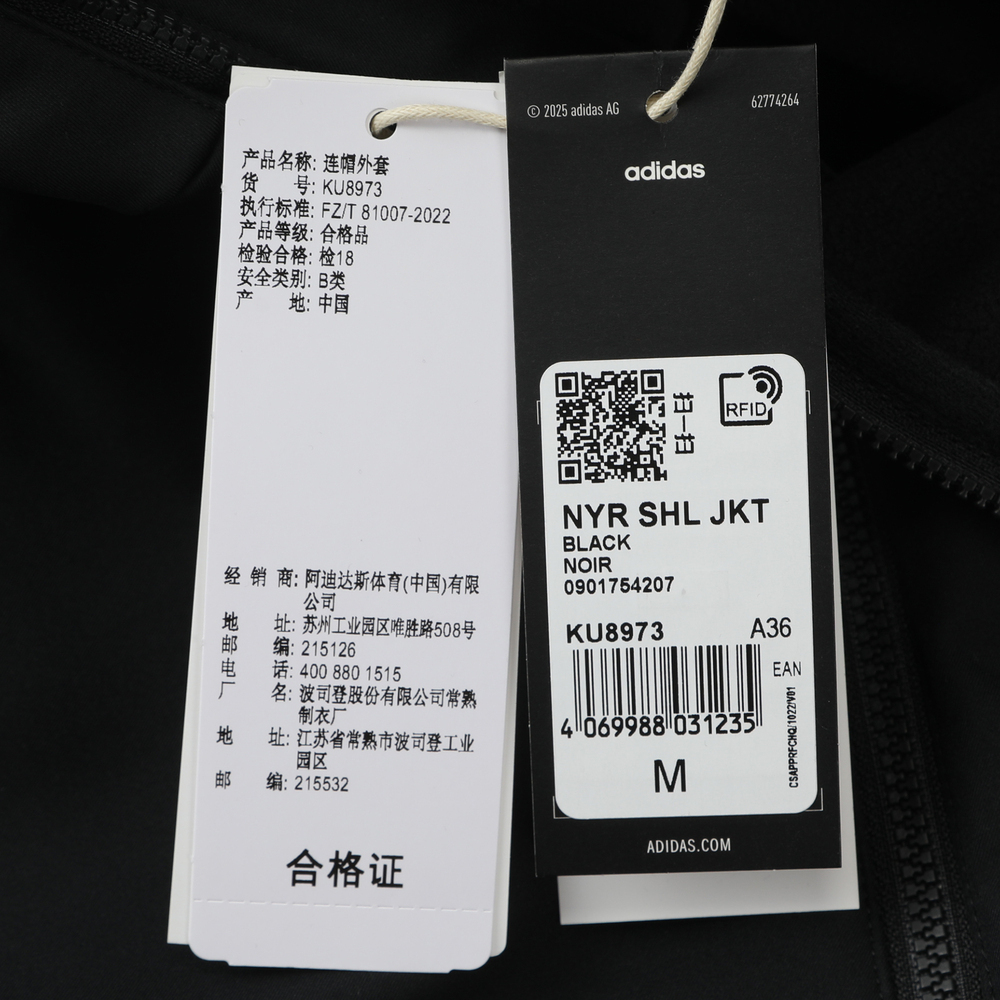 产品名称: 连帽外套
货 号: KU8973
执行标准: FZ/T 81007-2022
产品等级: 合格品
检验合格: 检18
安全类别: B类
产 地: 中国
经 销 商: 阿迪达斯体育(中国)有限
公司
地 址: 苏州工业园区唯胜路508号
邮 编: 215126
电 话: 400 880 1515
厂 名: 波司登股份有限公司常熟
制衣厂
地 址: 江苏省常熟市波司登工业
园区
邮 编: 215532
合格证
© 2025 adidas AG
62774264
adidas
扫一扫
RFID
NYR SHL JKT
BLACK
NOIR
0901754207
KU8973 A36
EAN
4 069988 031235
CSAPPRFCHQ/1022/V01
M
ADIDAS.COM